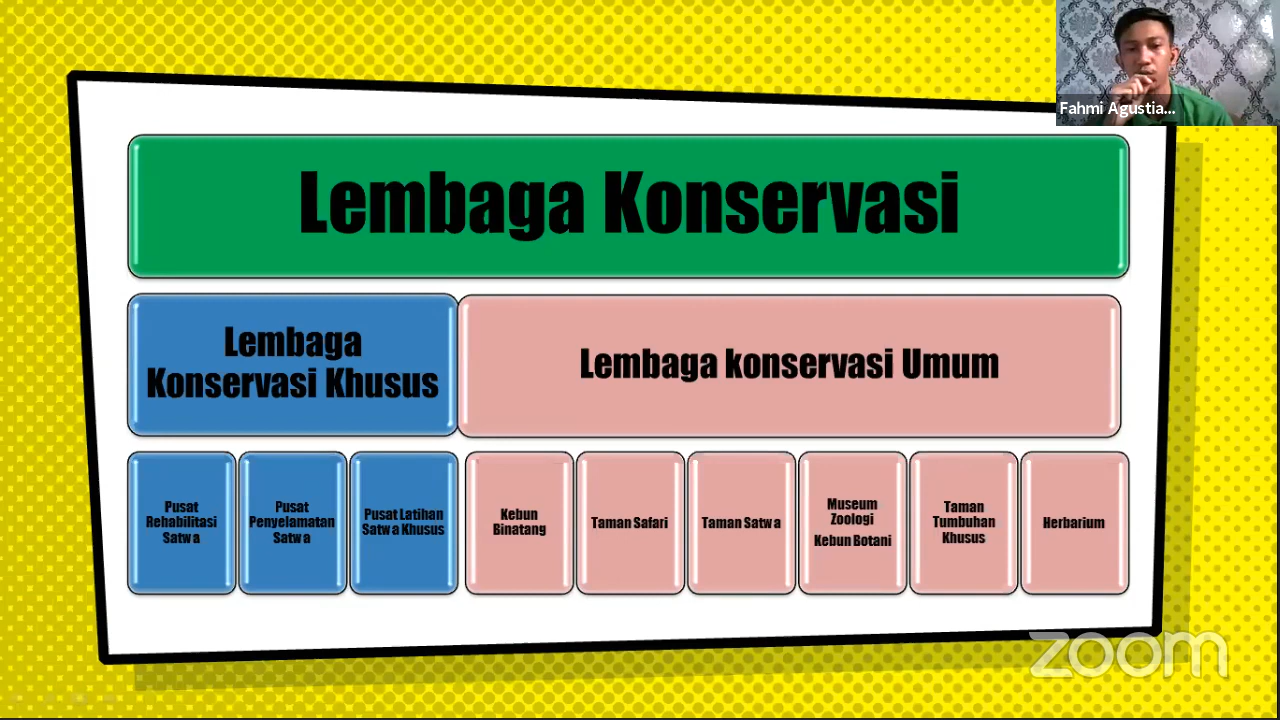 Fahmi Agustia...
Lembaga Konservasi
Lembaga
Konservasi Khusus
Lembaga konservasi Umum
Pusat
Rehabilitasi
Satwa
Pusat
Penyelamatan
Satwa
Pusat Latihan
Satwa Khusus
Kebun
Binatang
Taman Safari
Taman Satwa
Museum
Zoologi
Kebun Botani
Taman
Tumbuhan
Khusus
Herbarium
zoom